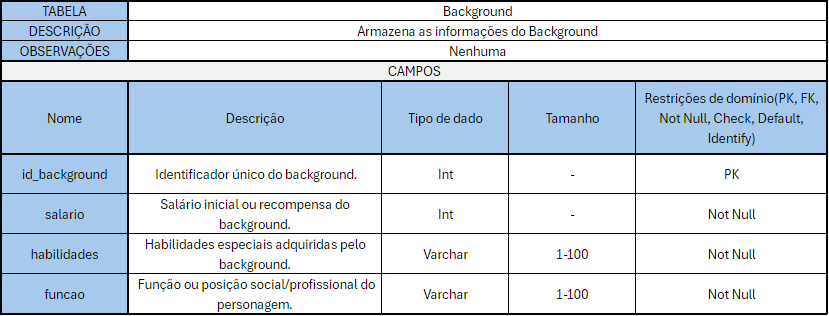 TABELA Background
DESCRIÇÃO Armazena as informações do Background
OBSERVAÇÕES Nenhuma
CAMPOS
Nome Descrição Tipo de dado Tamanho Restrições de domínio(PK, FK,
Not Null, Check, Default,
Identify)
id_background Identificador único do background. Int - PK
salario Salário inicial ou recompensa do
background. Int - Not Null
habilidades Habilidades especiais adquiridas pelo
background. Varchar 1-100 Not Null
funcao Função ou posição social/profissional do
personagem. Varchar 1-100 Not Null